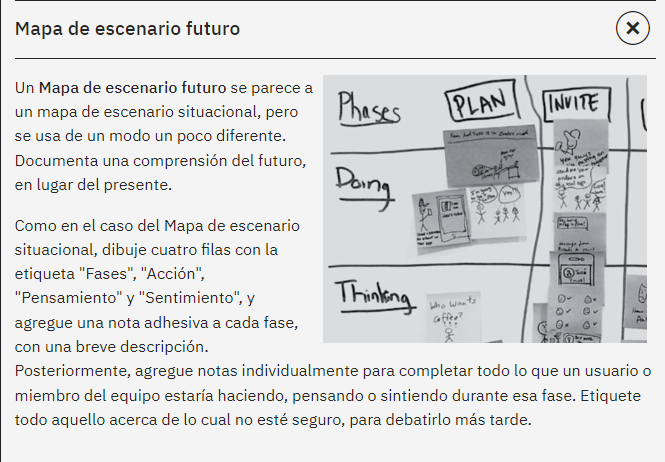 Mapa de escenario futuro
Un Mapa de escenario futuro se parece a
un mapa de escenario situacional, pero
se usa de un modo un poco diferente.
Documenta una comprensión del futuro,
en lugar del presente.
Como en el caso del Mapa de escenario
situacional, dibuje cuatro filas con la
etiqueta "Fases", "Acción",
"Pensamiento" y "Sentimiento", y
agregue una nota adhesiva a cada fase,
con una breve descripción.
Posteriormente, agregue notas individualmente para completar todo lo que un usuario o
miembro del equipo estaría haciendo, pensando o sintiendo durante esa fase. Etiquete
todo aquello acerca de lo cual no esté seguro, para debatirlo más tarde.
Phases
PLAN
INVITE
Doing
Thinking
Who Wants
Coffee?